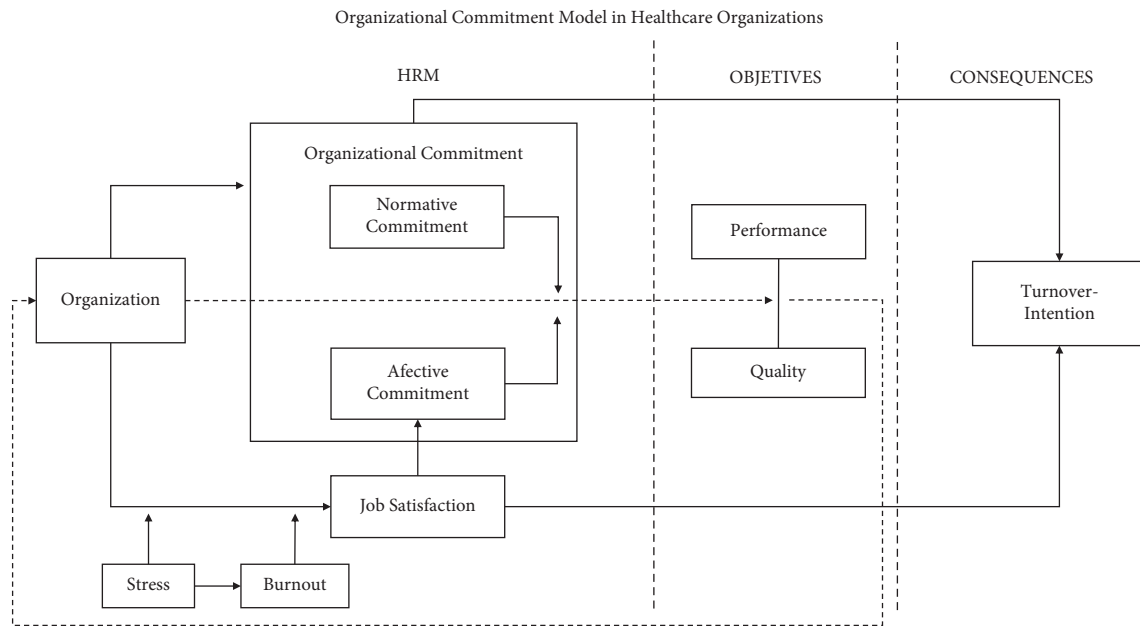 Organizational Commitment Model in Healthcare Organizations
HRM
OBJETIVES
CONSEQUENCES
Organizational Commitment
Normative
Commitment
Performance
Organization
Turnover-
Intention
Afective
Commitment
Quality
Job Satisfaction
Stress
Burnout